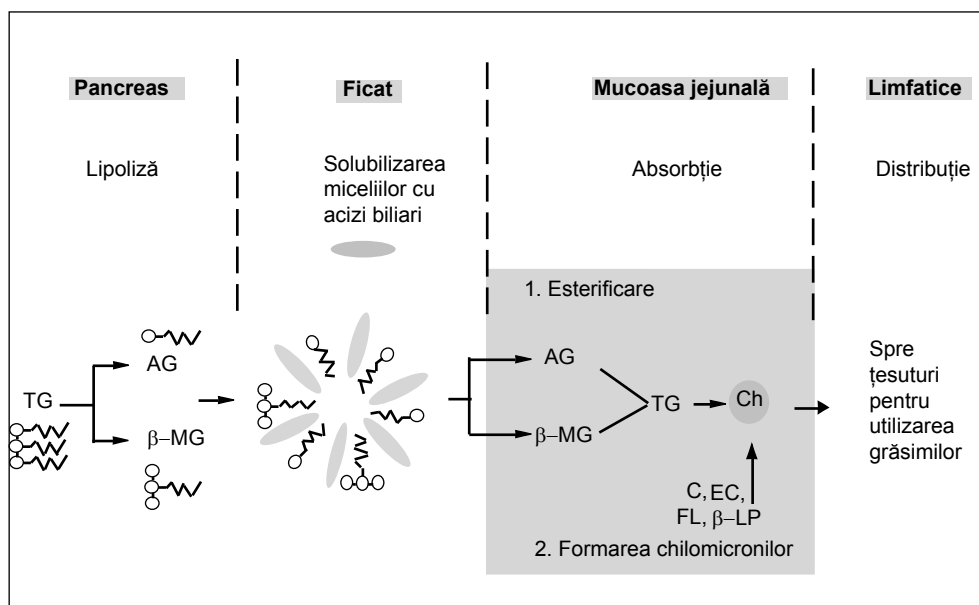 Pancreas
Ficat
Mucoasa jejunală
Limfatice
Lipoliză
Solubilizarea
miceliilor cu
acizi biliari
Absorbție
Distribuție
1. Esterificare
TG
AG
β–MG
AG
β–MG
TG
Ch
C, EC,
FL, β–LP
2. Formarea chilomicronilor
Spre
țesuturi
pentru
utilizarea
grăsimilor